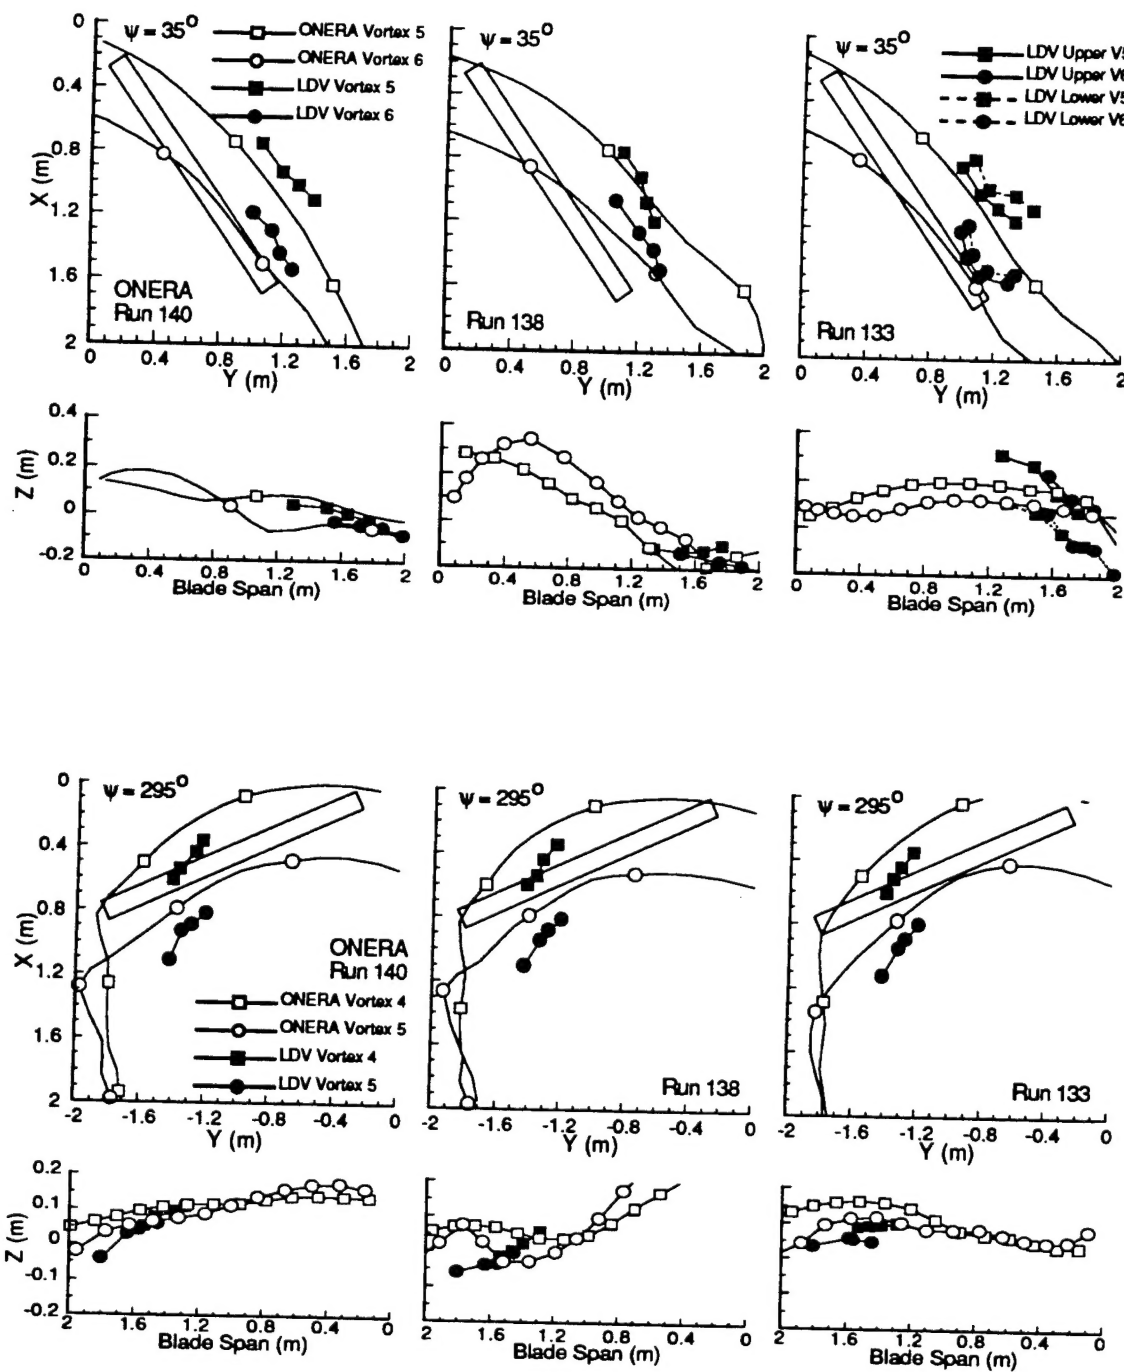 ψ = 35°
ONERA Vortex 5
ONERA Vortex 6
LDV Vortex 5
LDV Vortex 6
0
0.4
0.8
1.2
1.6
2
X (m)
ONERA
Run 140
0 0.4 0.8 1.2 1.6 2
Y (m)
ψ = 35°
Run 138
0 0.4 0.8 1.2 1.6 2
Y (m)
ψ = 35°
LDV Upper V5
LDV Upper V6
LDV Lower V5
LDV Lower V6
Run 133
0 0.4 0.8 1.2 1.6 2
Y (m)
0.4
0.2
0
-0.2
Z (m)
0 0.4 0.8 1.2 1.6 2
Blade Span (m)
0 0.4 0.8 1.2 1.6 2
Blade Span (m)
0 0.4 0.8 1.2 1.6 2
Blade Span (m)
ψ = 295°
0
0.4
0.8
1.2
1.6
2
X (m)
ONERA
Run 140
ONERA Vortex 4
ONERA Vortex 5
LDV Vortex 4
LDV Vortex 5
-2 -1.6 -1.2 -0.8 -0.4 0
Y (m)
ψ = 295°
Run 138
-2 -1.6 -1.2 -0.8 -0.4 0
Y (m)
ψ = 295°
Run 133
-2 -1.6 -1.2 -0.8 -0.4 0
Y (m)
0.2
0.1
0
-0.1
-0.2
Z (m)
2 1.6 1.2 0.8 0.4 0
Blade Span (m)
2 1.6 1.2 0.8 0.4 0
Blade Span (m)
2 1.6 1.2 0.8 0.4 0
Blade Span (m)